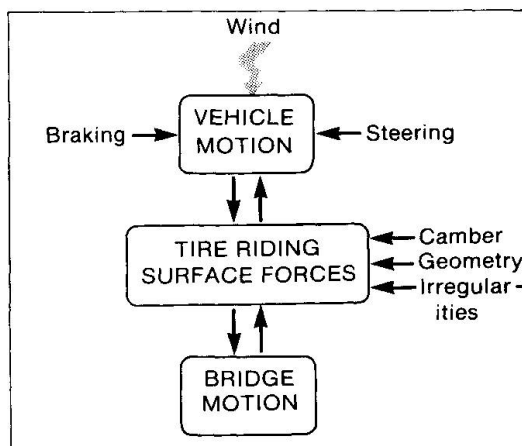 Wind
VEHICLE
MOTION
Braking
Steering
TIRE RIDING
SURFACE FORCES
Camber
Geometry
Irregular-
ities
BRIDGE
MOTION